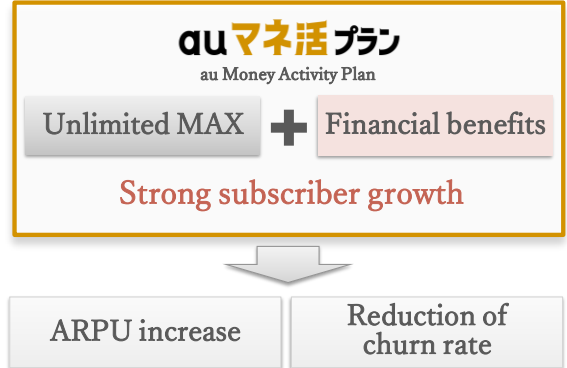 auマネ活プラン
au Money Activity Plan
Unlimited MAX + Financial benefits
Strong subscriber growth
ARPU increase
Reduction of
churn rate